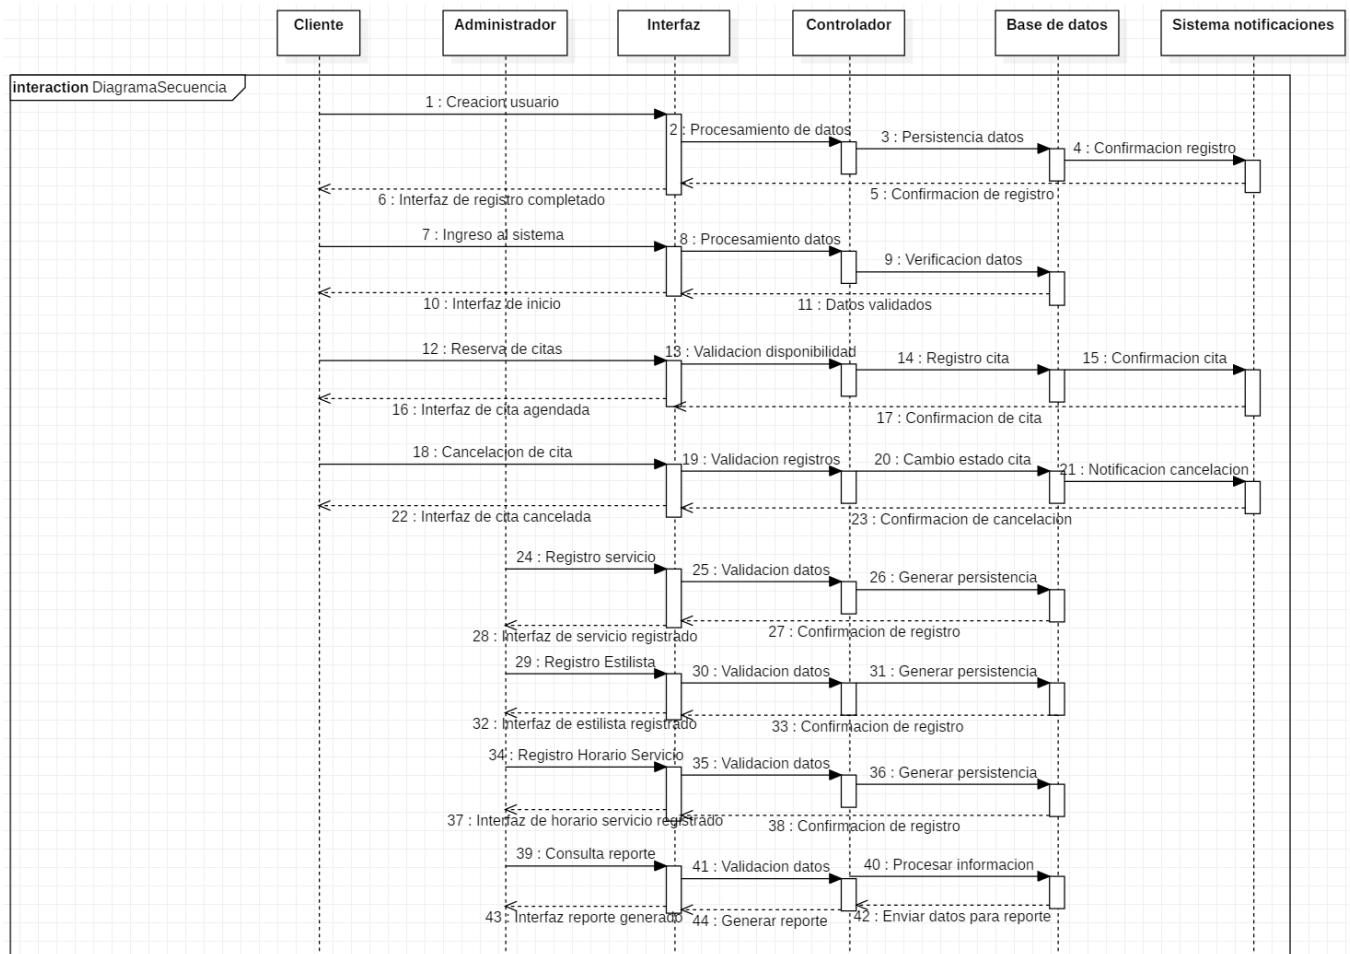 Cliente
Administrador
Interfaz
Controlador
Base de datos
Sistema notificaciones
interaction DiagramaSecuencia
1 : Creacion usuario
2 : Procesamiento de datos
3 : Persistencia datos
4 : Confirmacion registro
5 : Confirmacion de registro
6 : Interfaz de registro completado
7 : Ingreso al sistema
8 : Procesamiento datos
9 : Verificacion datos
10 : Interfaz de inicio
11 : Datos validados
12 : Reserva de citas
13 : Validacion disponibilidad
14 : Registro cita
15 : Confirmacion cita
16 : Interfaz de cita agendada
17 : Confirmacion de cita
18 : Cancelacion de cita
19 : Validacion registros
20 : Cambio estado cita
21 : Notificacion cancelacion
22 : Interfaz de cita cancelada
23 : Confirmacion de cancelacion
24 : Registro servicio
25 : Validacion datos
26 : Generar persistencia
27 : Confirmacion de registro
28 : Interfaz de servicio registrado
29 : Registro Estilista
30 : Validacion datos
31 : Generar persistencia
32 : Interfaz de estilista registrado
33 : Confirmacion de registro
34 : Registro Horario Servicio
35 : Validacion datos
36 : Generar persistencia
37 : Interfaz de horario servicio registrado
38 : Confirmacion de registro
39 : Consulta reporte
41 : Validacion datos
40 : Procesar informacion
43 : Interfaz reporte generado
44 : Generar reporte
42 : Enviar datos para reporte